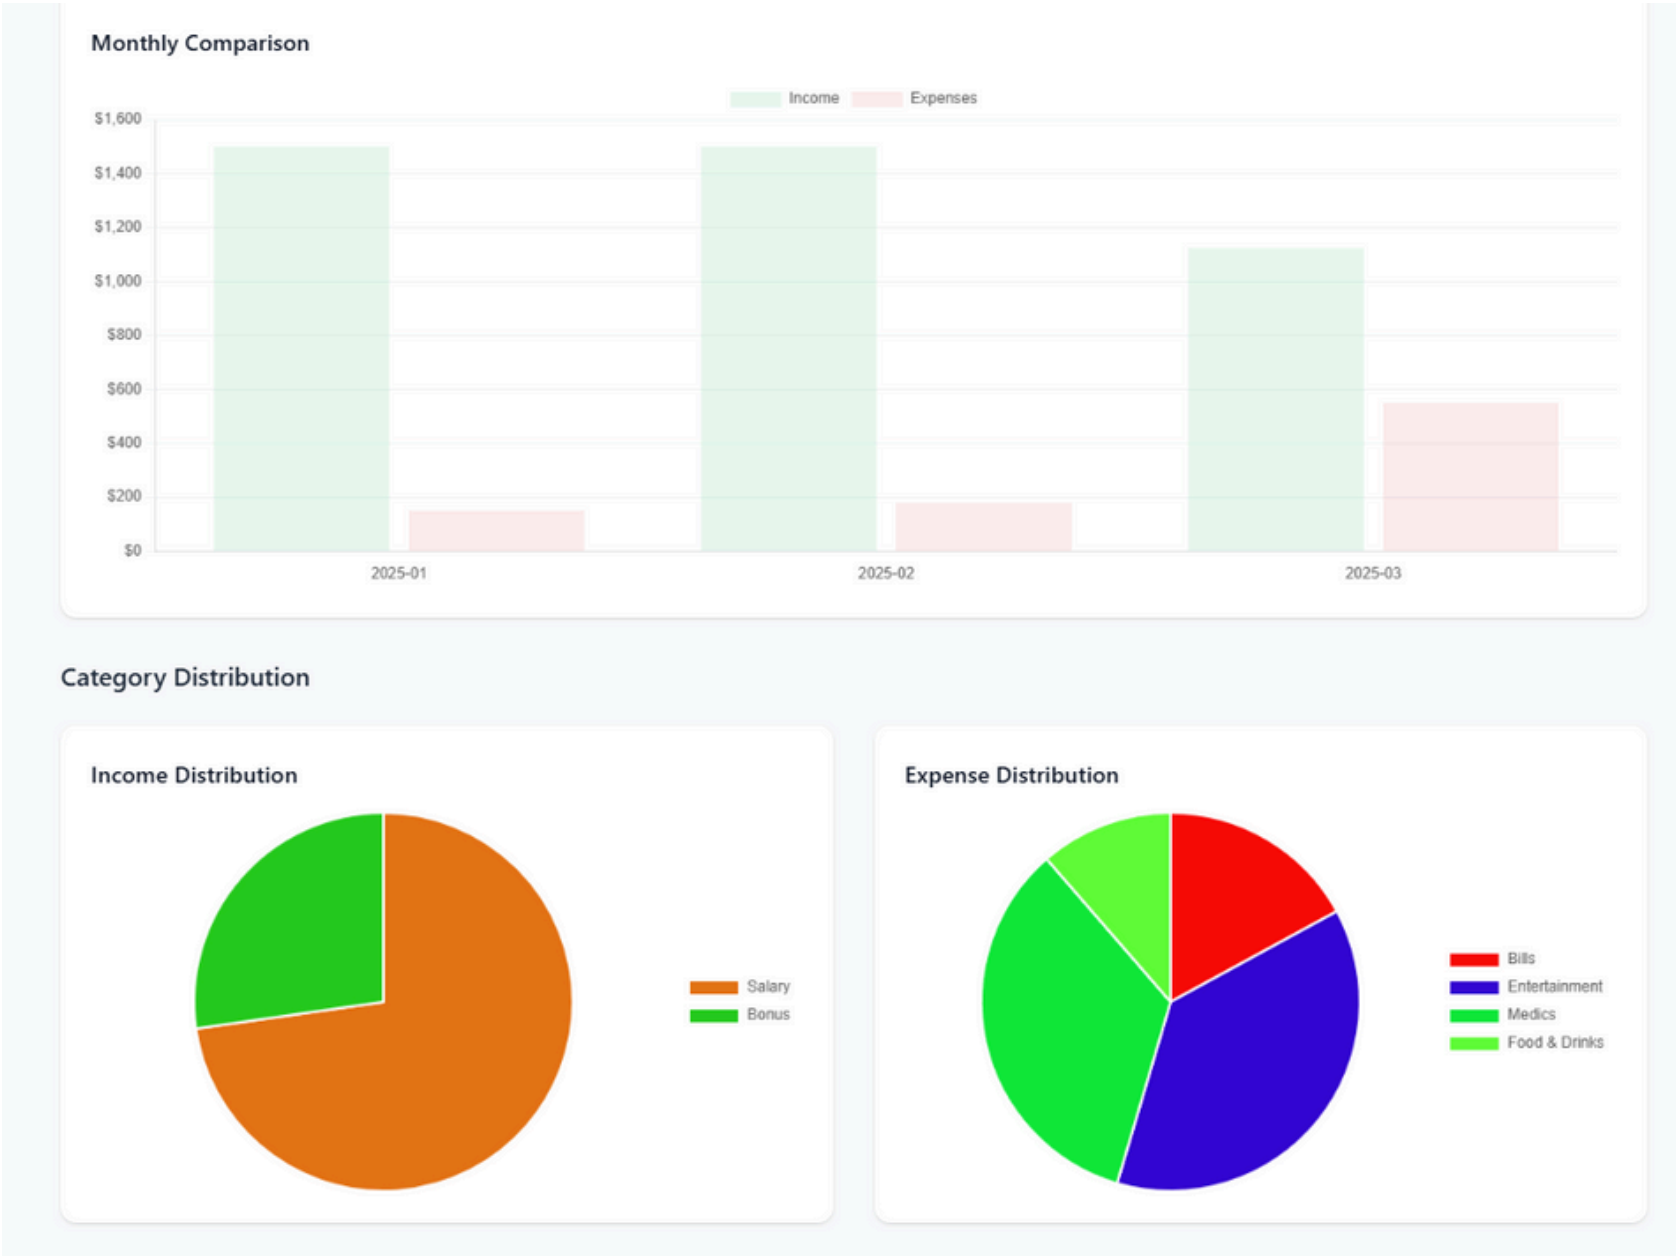 Monthly Comparison
Income Expenses
$1,600
$1,400
$1,200
$1,000
$800
$600
$400
$200
$0
2025-01 2025-02 2025-03
Category Distribution
Income Distribution
Salary
Bonus
Expense Distribution
Bills
Entertainment
Medics
Food & Drinks